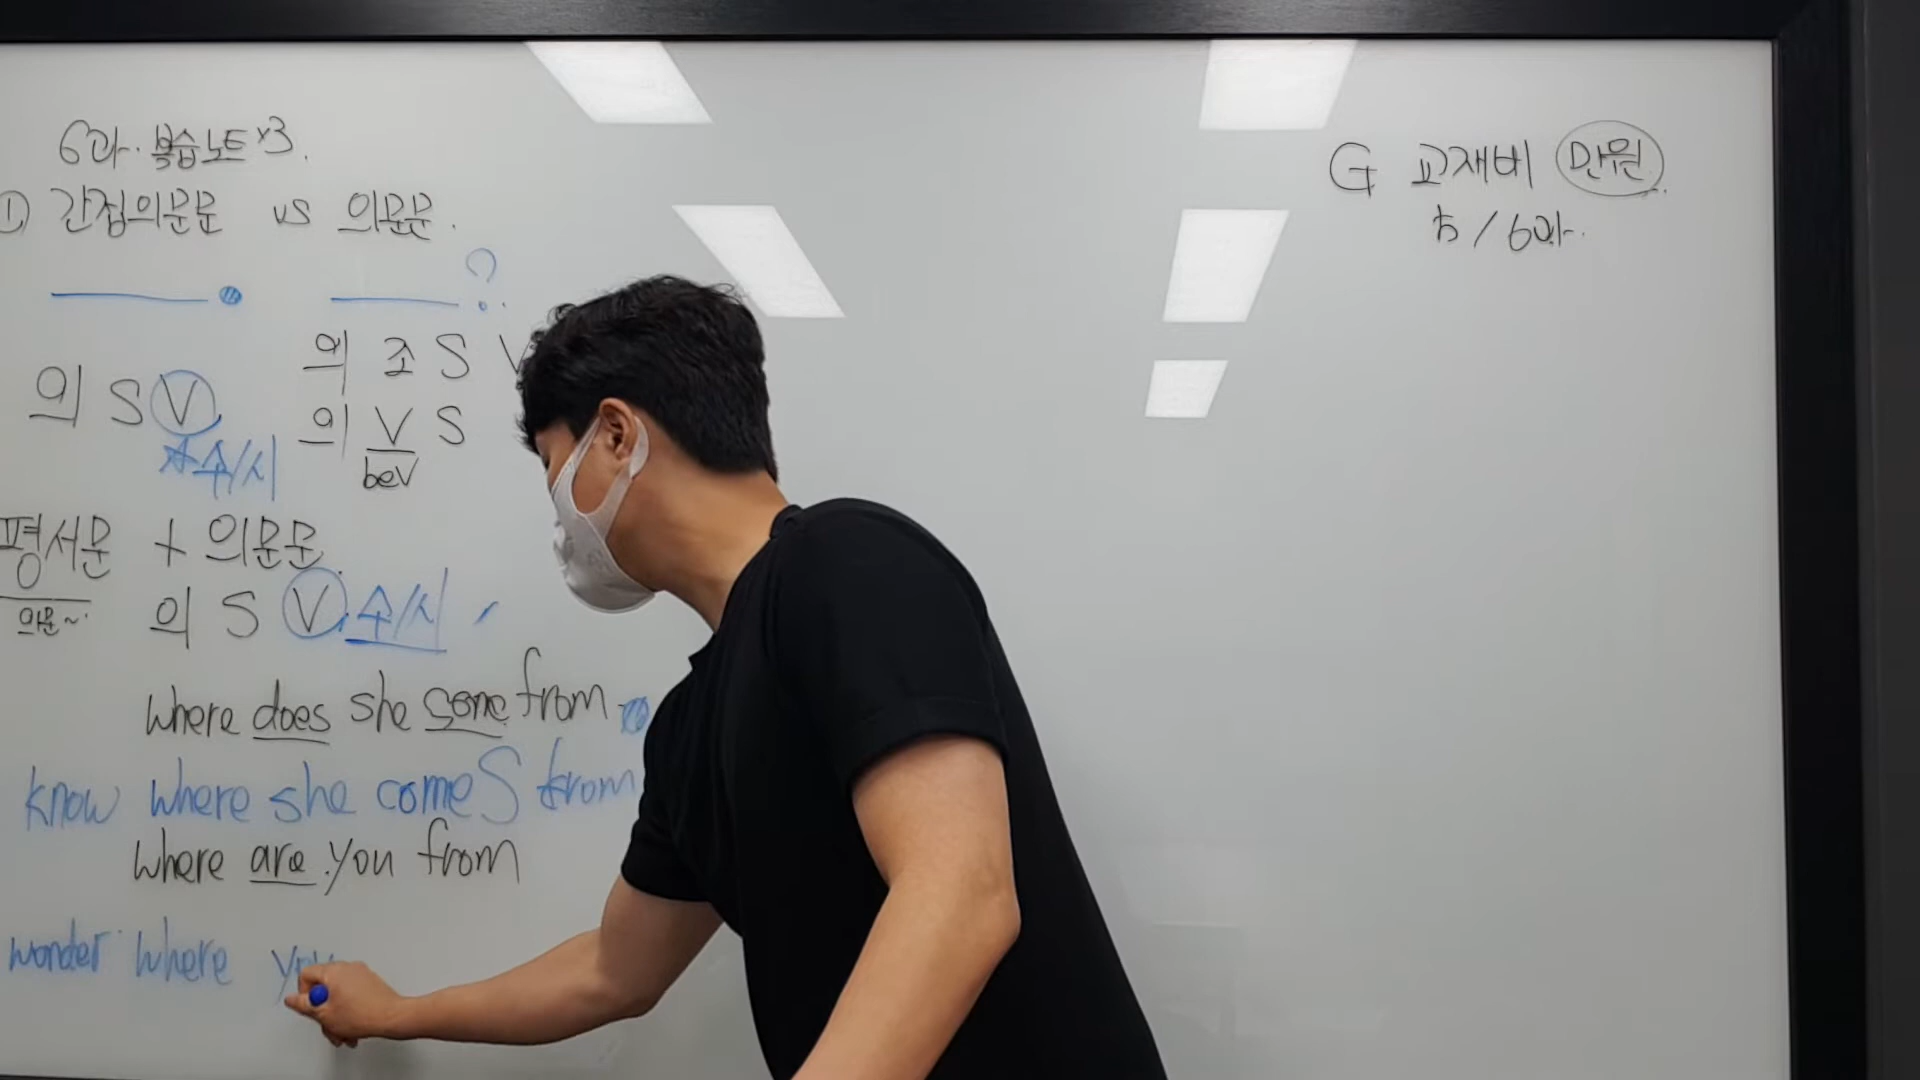 6과. 복습노트x3.
① 간접의문문 vs 의문문.
?
의 S V
수/시
의 조 S V
의 V S
beV
평서문 + 의문문.
의문~.
의 S V 수/시
where does she come from
know where she comes from
where are you from
wonder where you
G 교재비 만원
5/6과.